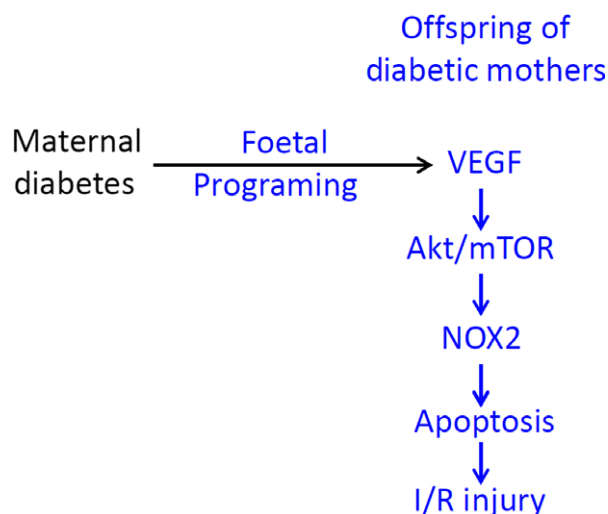 Offspring of
diabetic mothers
Maternal
diabetes
Foetal
Programing
VEGF
Akt/mTOR
NOX2
Apoptosis
I/R injury